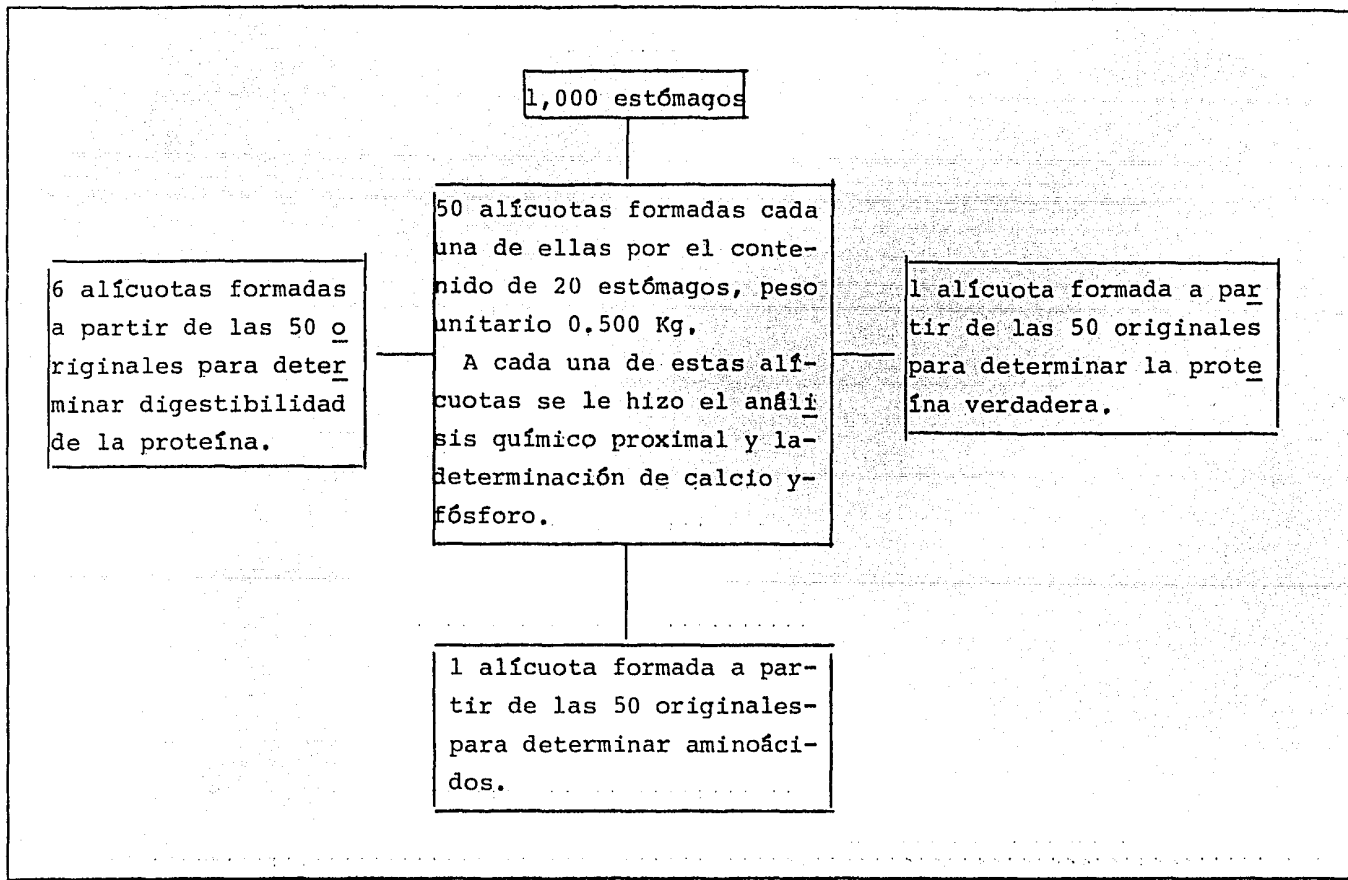 1,000 estómagos
50 alícuotas formadas cada
una de ellas por el conte-
nido de 20 estómagos, peso
unitario 0.500 Kg.
A cada una de estas alí-
cuotas se le hizo el análi
sis químico proximal y la-
determinación de calcio y-
fósforo.
6 alícuotas formadas
a partir de las 50 o
riginales para deter
minar digestibilidad
de la proteína.
1 alícuota formada a par
tir de las 50 originales
para determinar la prote
ína verdadera.
1 alícuota formada a par-
tir de las 50 originales-
para determinar aminoáci-
dos.